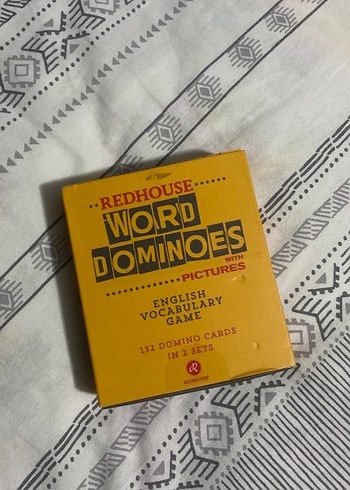 REDHOUSE
WORD
DOMINOES
WITH
PICTURES
ENGLISH
VOCABULARY
GAME
132 DOMINO CARDS
IN 2 SETS
R
REDHOUSE